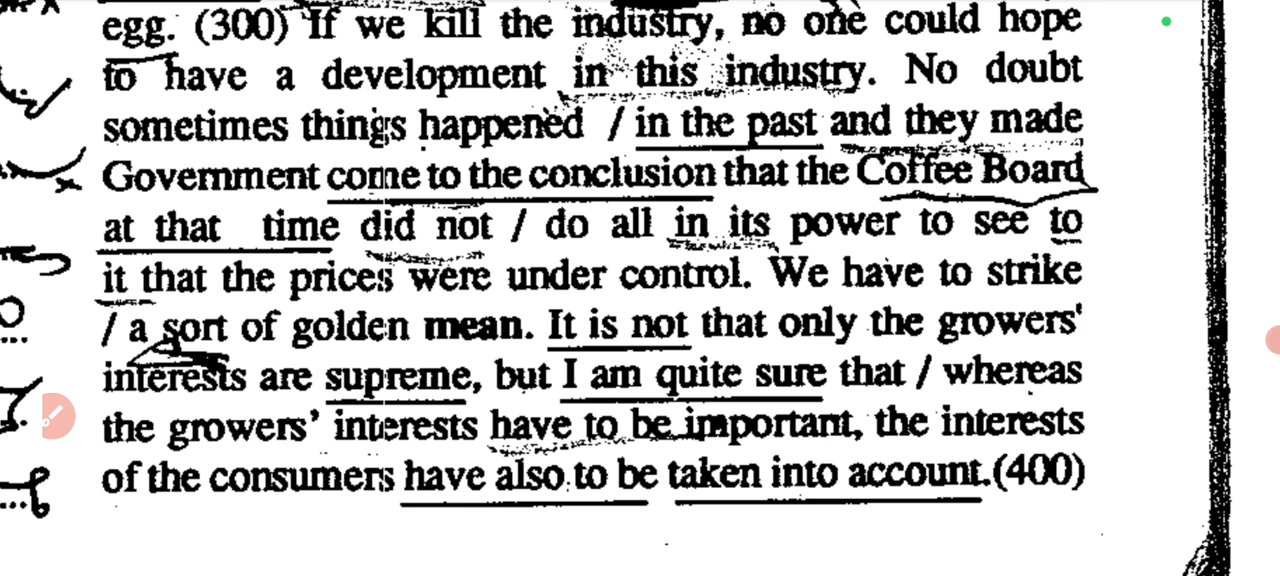 egg. (300) If we kill the industry, no one could hope
to have a development in this industry. No doubt
sometimes things happened / in the past and they made
Government come to the conclusion that the Coffee Board
at that time did not / do all in its power to see to
it that the prices were under control. We have to strike
/ a sort of golden mean. It is not that only the growers'
interests are supreme, but I am quite sure that / whereas
the growers’ interests have to be important, the interests
of the consumers have also to be taken into account.(400)